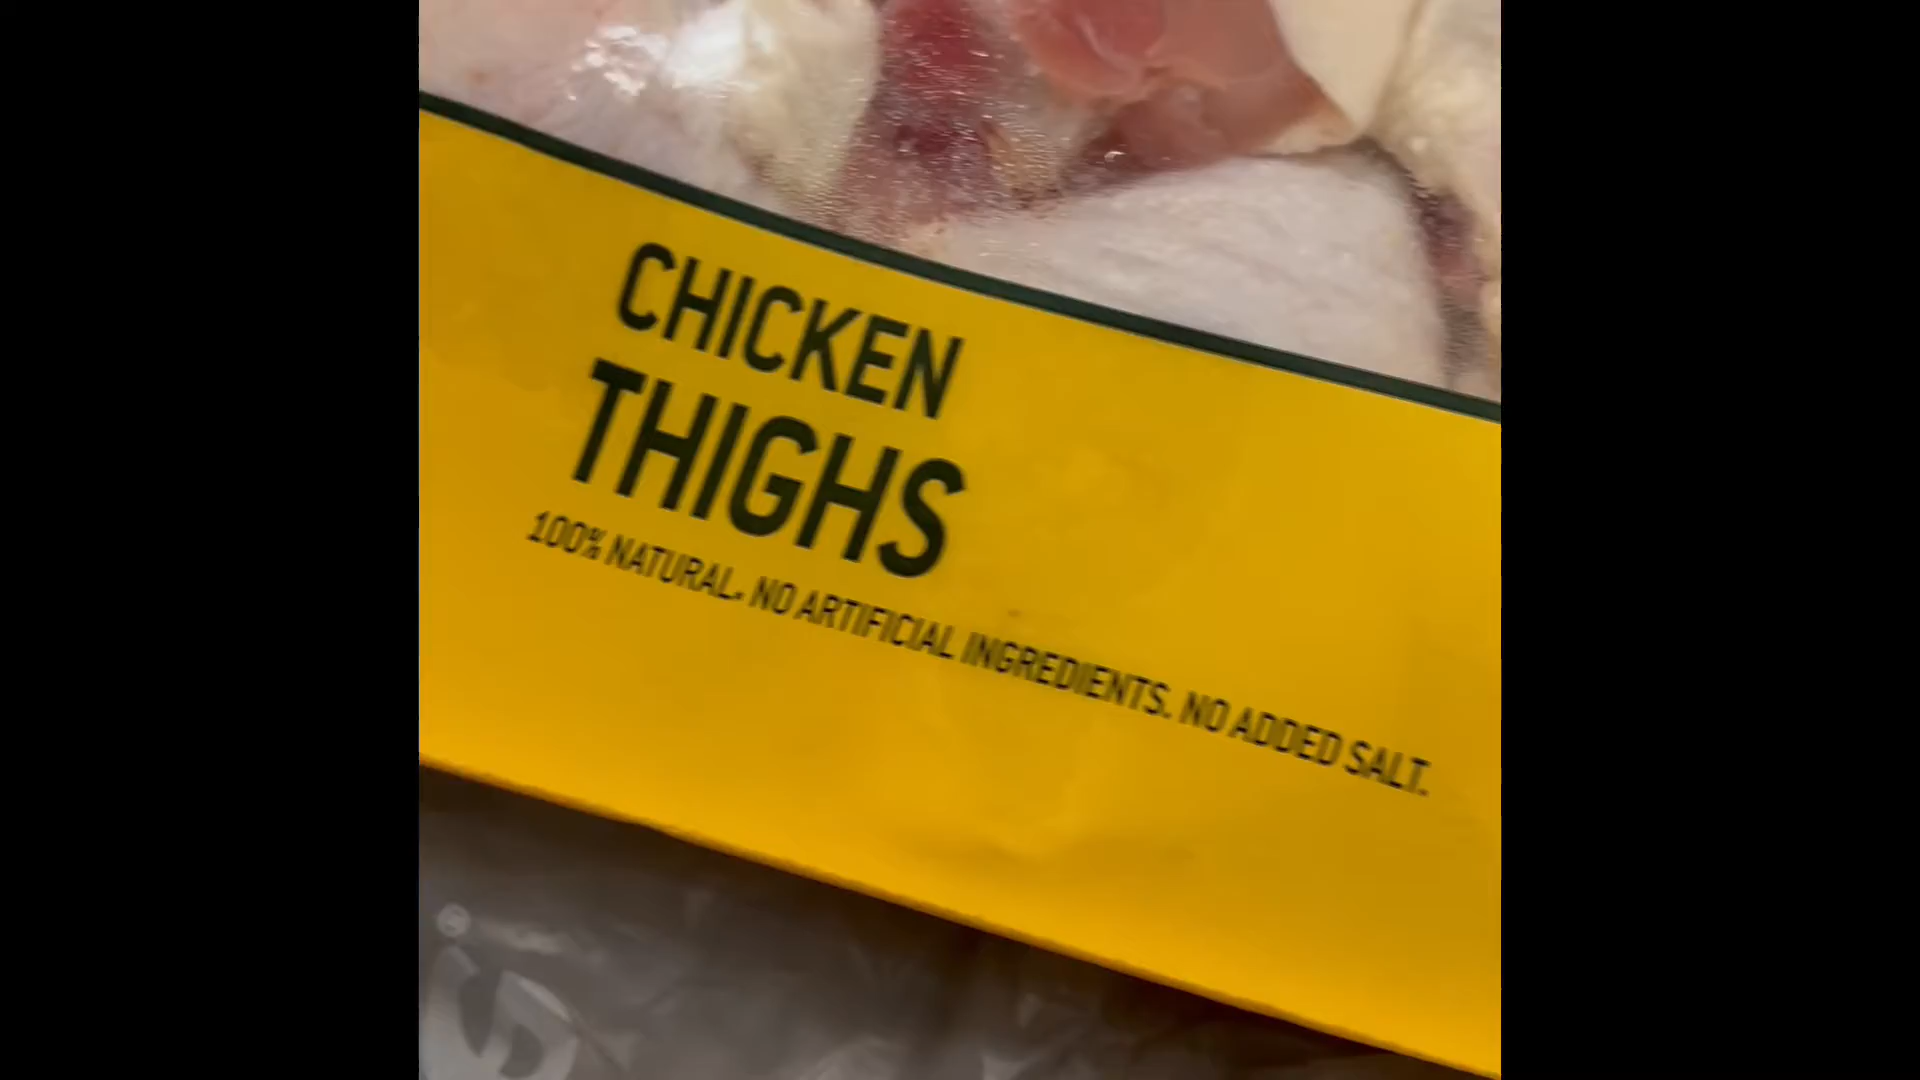 CHICKEN
THIGHS
100% NATURAL. NO ARTIFICIAL INGREDIENTS. NO ADDED SALT.
®